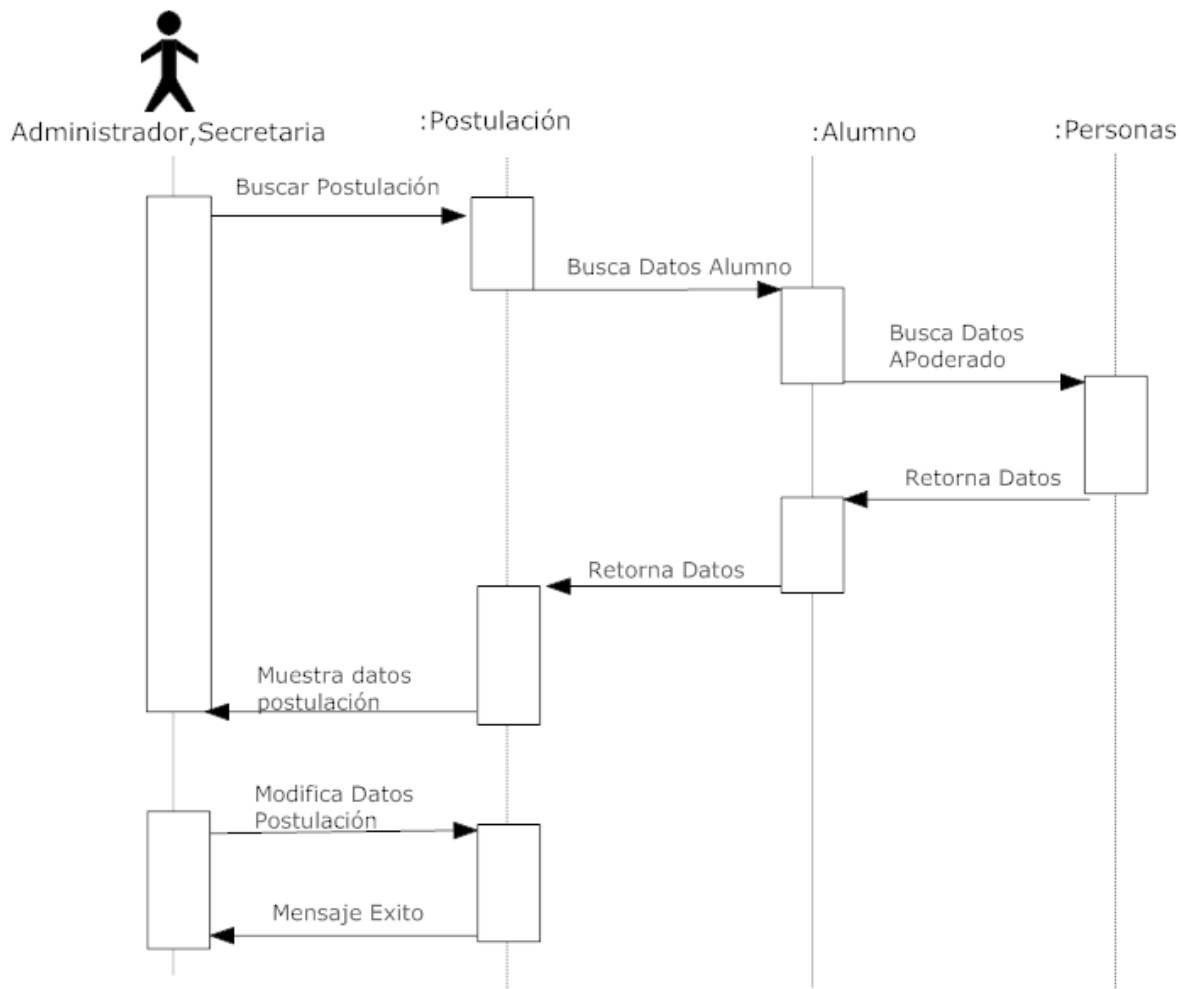 Administrador,Secretaria
:Postulación
:Alumno
:Personas
Buscar Postulación
Busca Datos Alumno
Busca Datos
APoderado
Retorna Datos
Retorna Datos
Muestra datos
postulación
Modifica Datos
Postulación
Mensaje Exito